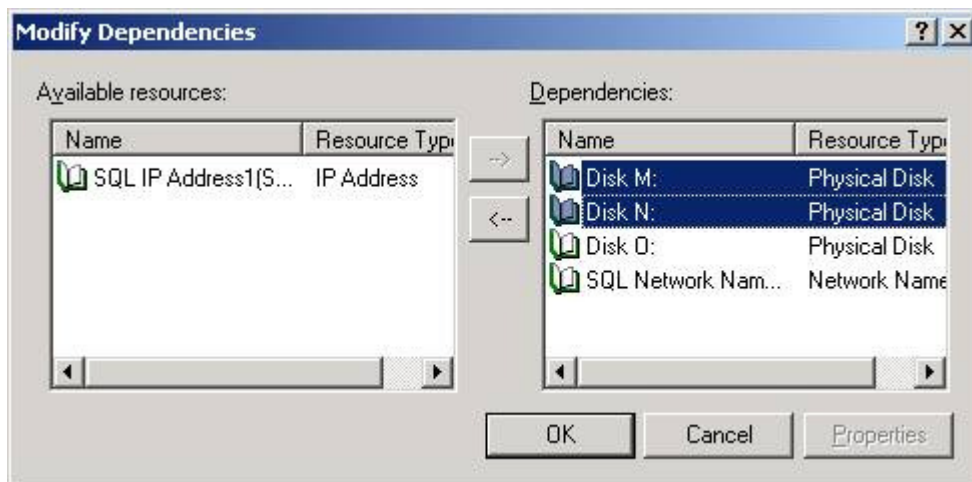 Modify Dependencies
Available resources:
Name Resource Typ
SQL IP Address1(S... IP Address
-->
<--
Dependencies:
Name Resource Typ
Disk M: Physical Disk
Disk N: Physical Disk
Disk O: Physical Disk
SQL Network Nam... Network Name
OK Cancel Properties